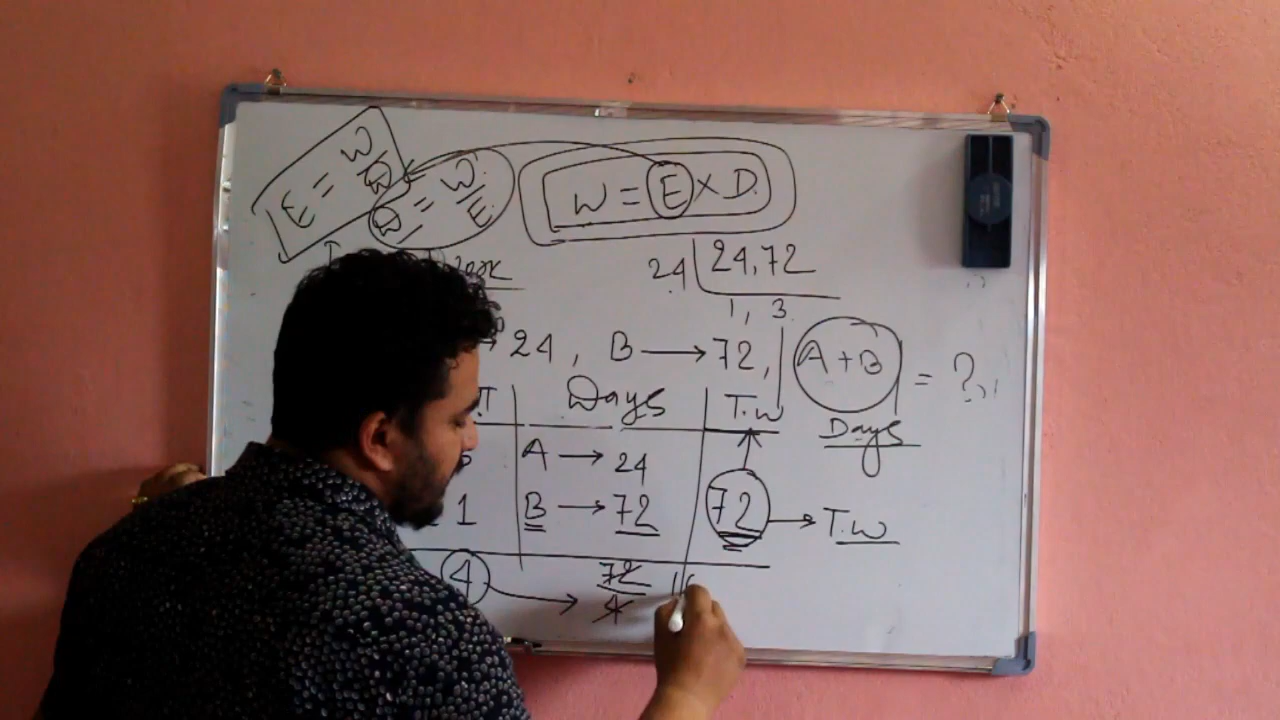 E = W/D
D = W/E
W = E × D.
24 | 24, 72
1, 3
24, B → 72, A+B = ?
Days
Days T.W
A → 24
1 B → 72 72 → T.W
4 → 72/4